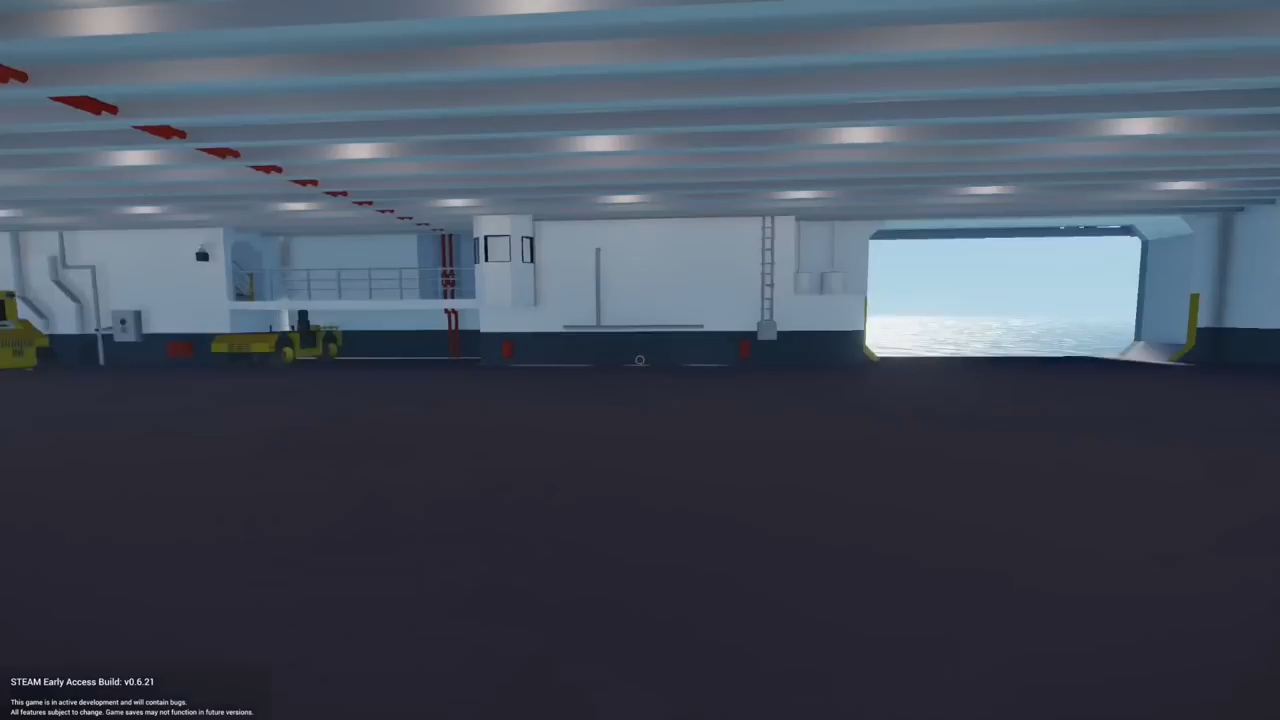 STEAM Early Access Build: v0.6.21
This game is in active development and will contain bugs.
All features subject to change. Game saves may not function in future versions.